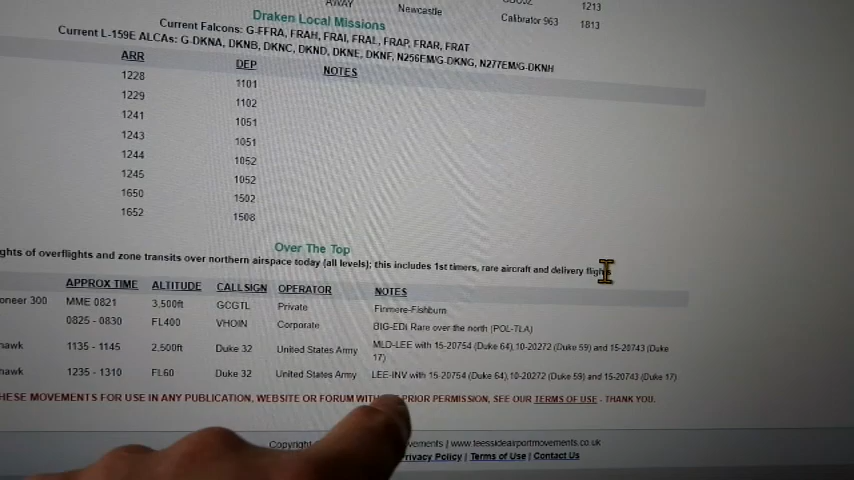 AWAY Newcastle 1213
Calibrator 963 1813
Draken Local Missions
Current Falcons: G-FFRA, FRAH, FRAI, FRAL, FRAP, FRAR, FRAT
Current L-159E ALCAs: G-DKNA, DKNB, DKNC, DKND, DKNE, DKNF, N256EM/G-DKNG, N277EM/G-DKNH
ARR DEP NOTES
1228 1101
1229 1102
1241 1051
1243 1051
1244 1052
1245 1052
1650 1502
1652 1508
Over The Top
ghts of overflights and zone transits over northern airspace today (all levels); this includes 1st timers, rare aircraft and delivery flights
APPROX TIME ALTITUDE CALLSIGN OPERATOR NOTES
oneer 300 MME 0821 3,500ft GCGTL Private Finmere-Fishburn
0825 - 0830 FL400 VHOIN Corporate BIG-EDI Rare over the north (POL-TLA)
hawk 1135 - 1145 2,500ft Duke 32 United States Army MLD-LEE with 15-20754 (Duke 64),10-20272 (Duke 59) and 15-20743 (Duke
17)
hawk 1235 - 1310 FL60 Duke 32 United States Army LEE-INV with 15-20754 (Duke 64),10-20272 (Duke 59) and 15-20743 (Duke 17)
HESE MOVEMENTS FOR USE IN ANY PUBLICATION, WEBSITE OR FORUM WITH PRIOR PERMISSION, SEE OUR TERMS OF USE - THANK YOU.
Copyright ovements | www.teessideairportmovements.co.uk
Privacy Policy | Terms of Use | Contact Us